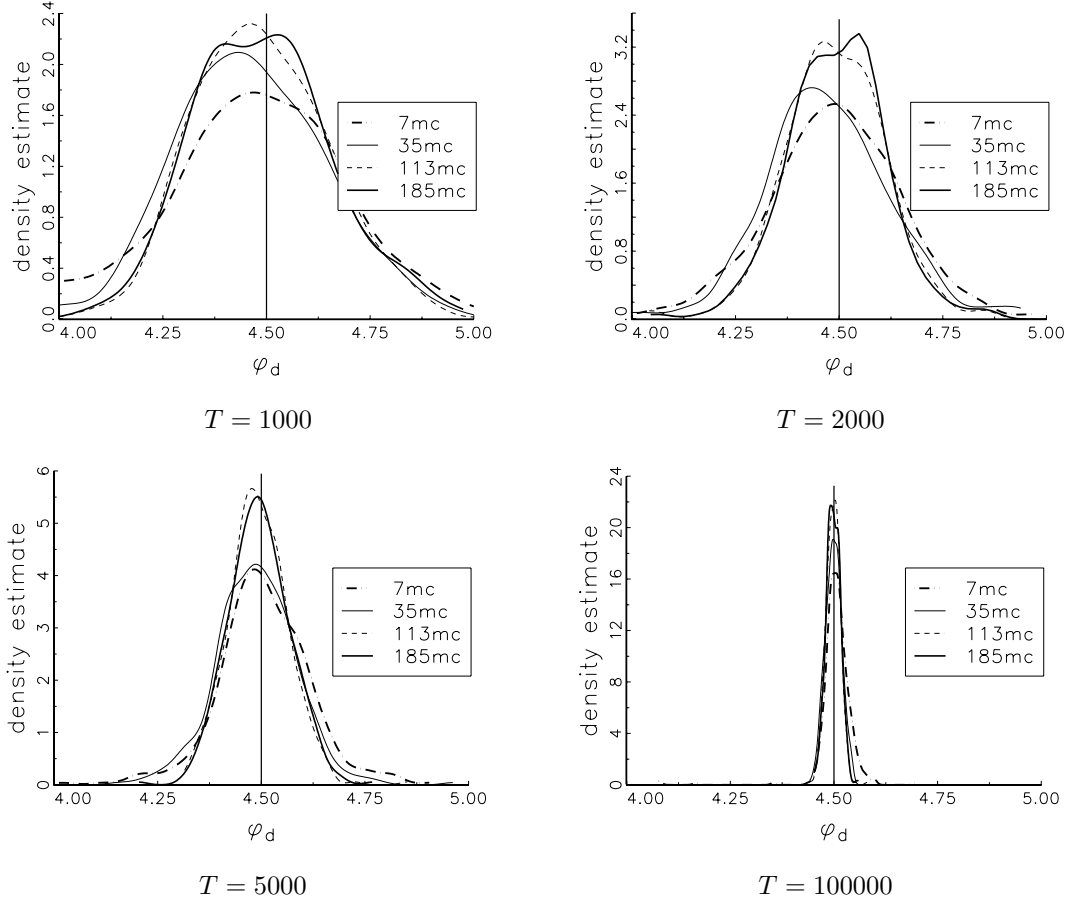 density estimate
2.4
2.0
1.6
1.2
0.8
0.4
0.0
7mc
35mc
113mc
185mc
4.00 4.25 4.50 4.75 5.00
φd
T = 1000
density estimate
3.2
2.4
1.6
0.8
0.0
7mc
35mc
113mc
185mc
4.00 4.25 4.50 4.75 5.00
φd
T = 2000
density estimate
6
5
4
3
2
1
0
7mc
35mc
113mc
185mc
4.00 4.25 4.50 4.75 5.00
φd
T = 5000
density estimate
24
20
16
12
8
4
0
7mc
35mc
113mc
185mc
4.00 4.25 4.50 4.75 5.00
φd
T = 100000